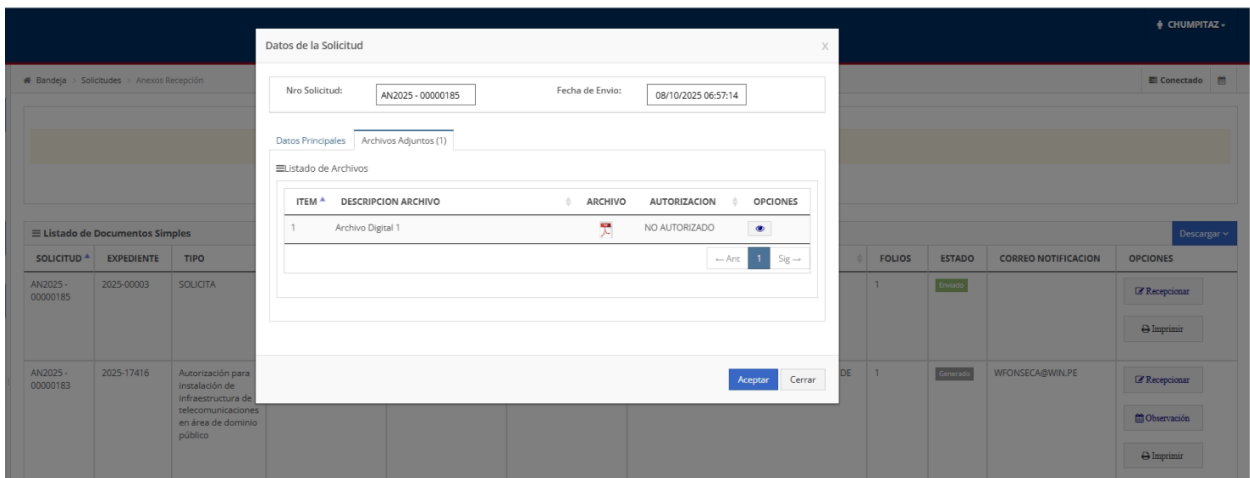 CHUMPITAZ
Datos de la Solicitud
X
Bandeja Solicitudes Anexos Recepción
Conectado
Nro Solicitud: AN2025 - 00000185 Fecha de Envio: 08/10/2025 06:57:14
Datos Principales Archivos Adjuntos (1)
Listado de Archivos
ITEM DESCRIPCION ARCHIVO ARCHIVO AUTORIZACION OPCIONES
1 Archivo Digital 1 NO AUTORIZADO
← Ant 1 Sig →
Aceptar Cerrar
Listado de Documentos Simples
Descargar
SOLICITUD EXPEDIENTE TIPO FOLIOS ESTADO CORREO NOTIFICACION OPCIONES
AN2025 - 2025-00003 SOLICITA 1 Enviado Recepcionar
00000185
Imprimir
AN2025 - 2025-17416 Autorización para DE 1 Generado WFONSECA@WIN.PE Recepcionar
00000183 instalación de
infraestructura de
telecomunicaciones
en área de dominio Observación
público
Imprimir